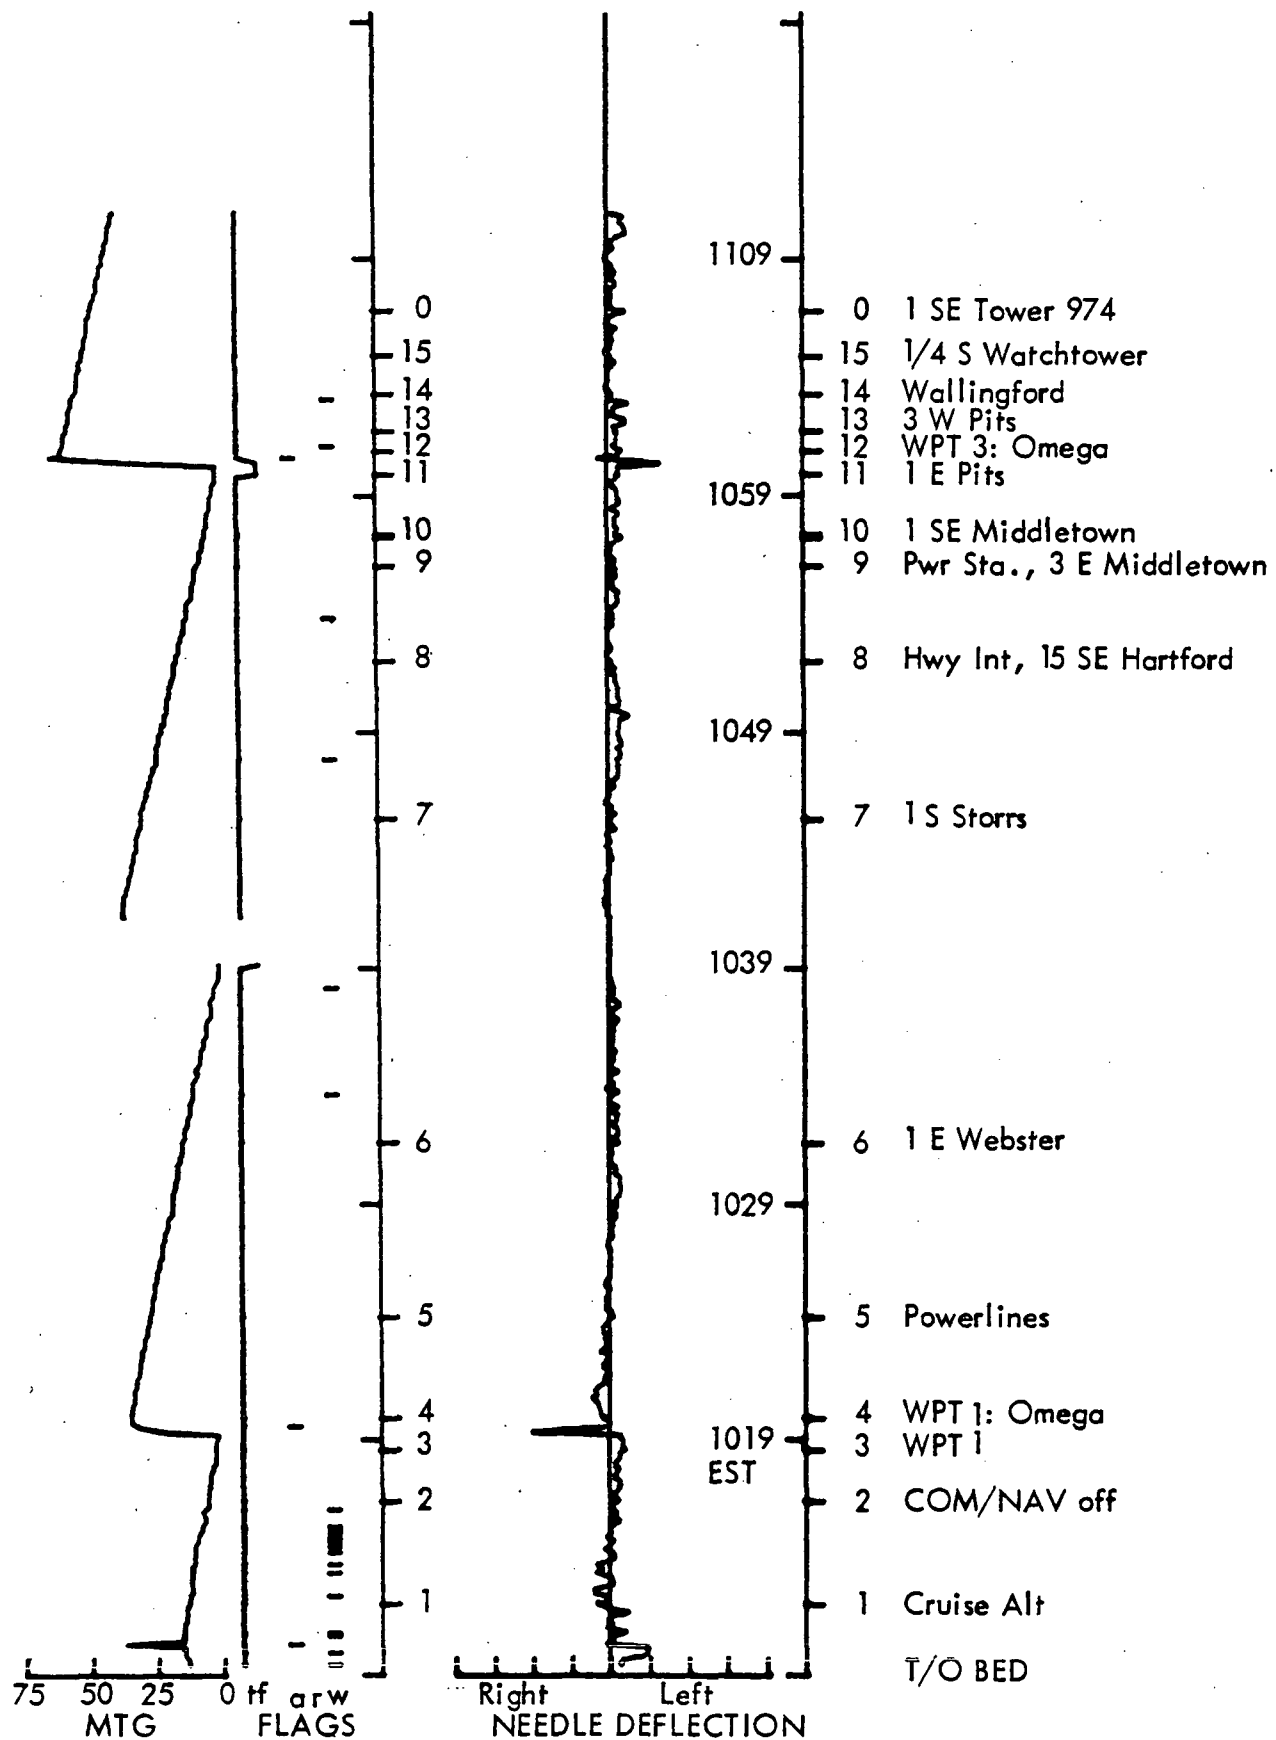 1109
0 0 1 SE Tower 974
15 15 1/4 S Watchtower
14 14 Wallingford
13 13 3 W Pits
12 12 WPT 3: Omega
11 11 1 E Pits
1059
10 10 1 SE Middletown
9 9 Pwr Sta., 3 E Middletown
8 8 Hwy Int, 15 SE Hartford
1049
7 7 1 S Storrs
1039
6 6 1 E Webster
1029
5 5 Powerlines
4 4 WPT 1: Omega
1019
3 3 WPT 1
EST
2 2 COM/NAV off
1 1 Cruise Alt
T/O BED
75 50 25 0 tf a r w Right Left
MTG FLAGS NEEDLE DEFLECTION